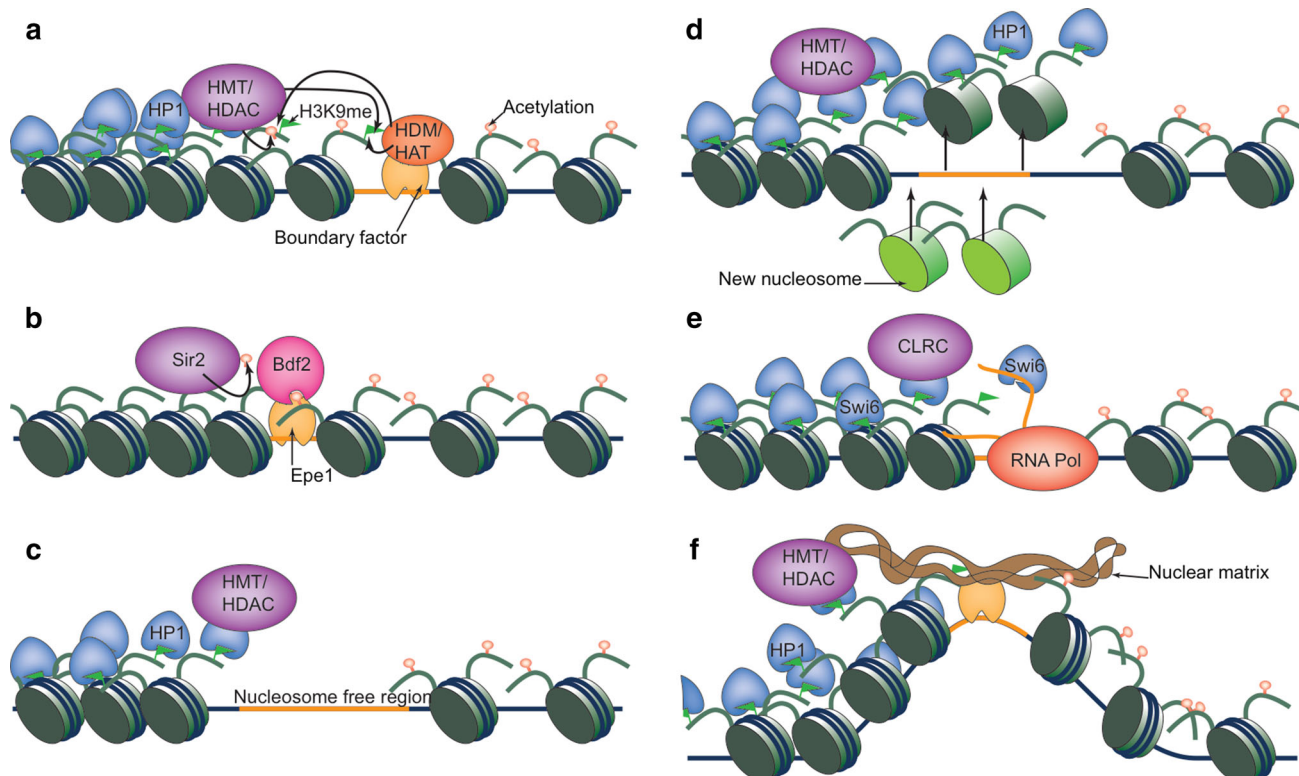 a
HMT/
HDAC
HP1
H3K9me
Acetylation
HDM/
HAT
Boundary factor
b
Sir2
Bdf2
Epe1
c
HMT/
HDAC
HP1
Nucleosome free region
d
HMT/
HDAC
HP1
New nucleosome
e
CLRC
Swi6
Swi6
RNA Pol
f
HMT/
HDAC
Nuclear matrix
HP1